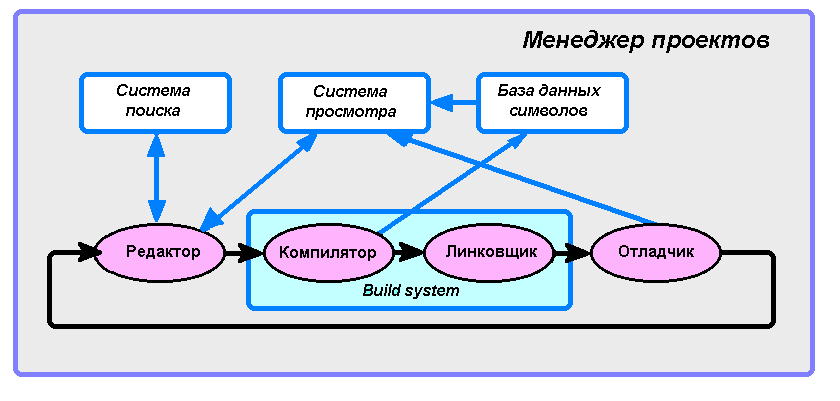 Менеджер проектов
Система
поиска
Система
просмотра
База данных
символов
Редактор
Компилятор
Линковщик
Отладчик
Build system